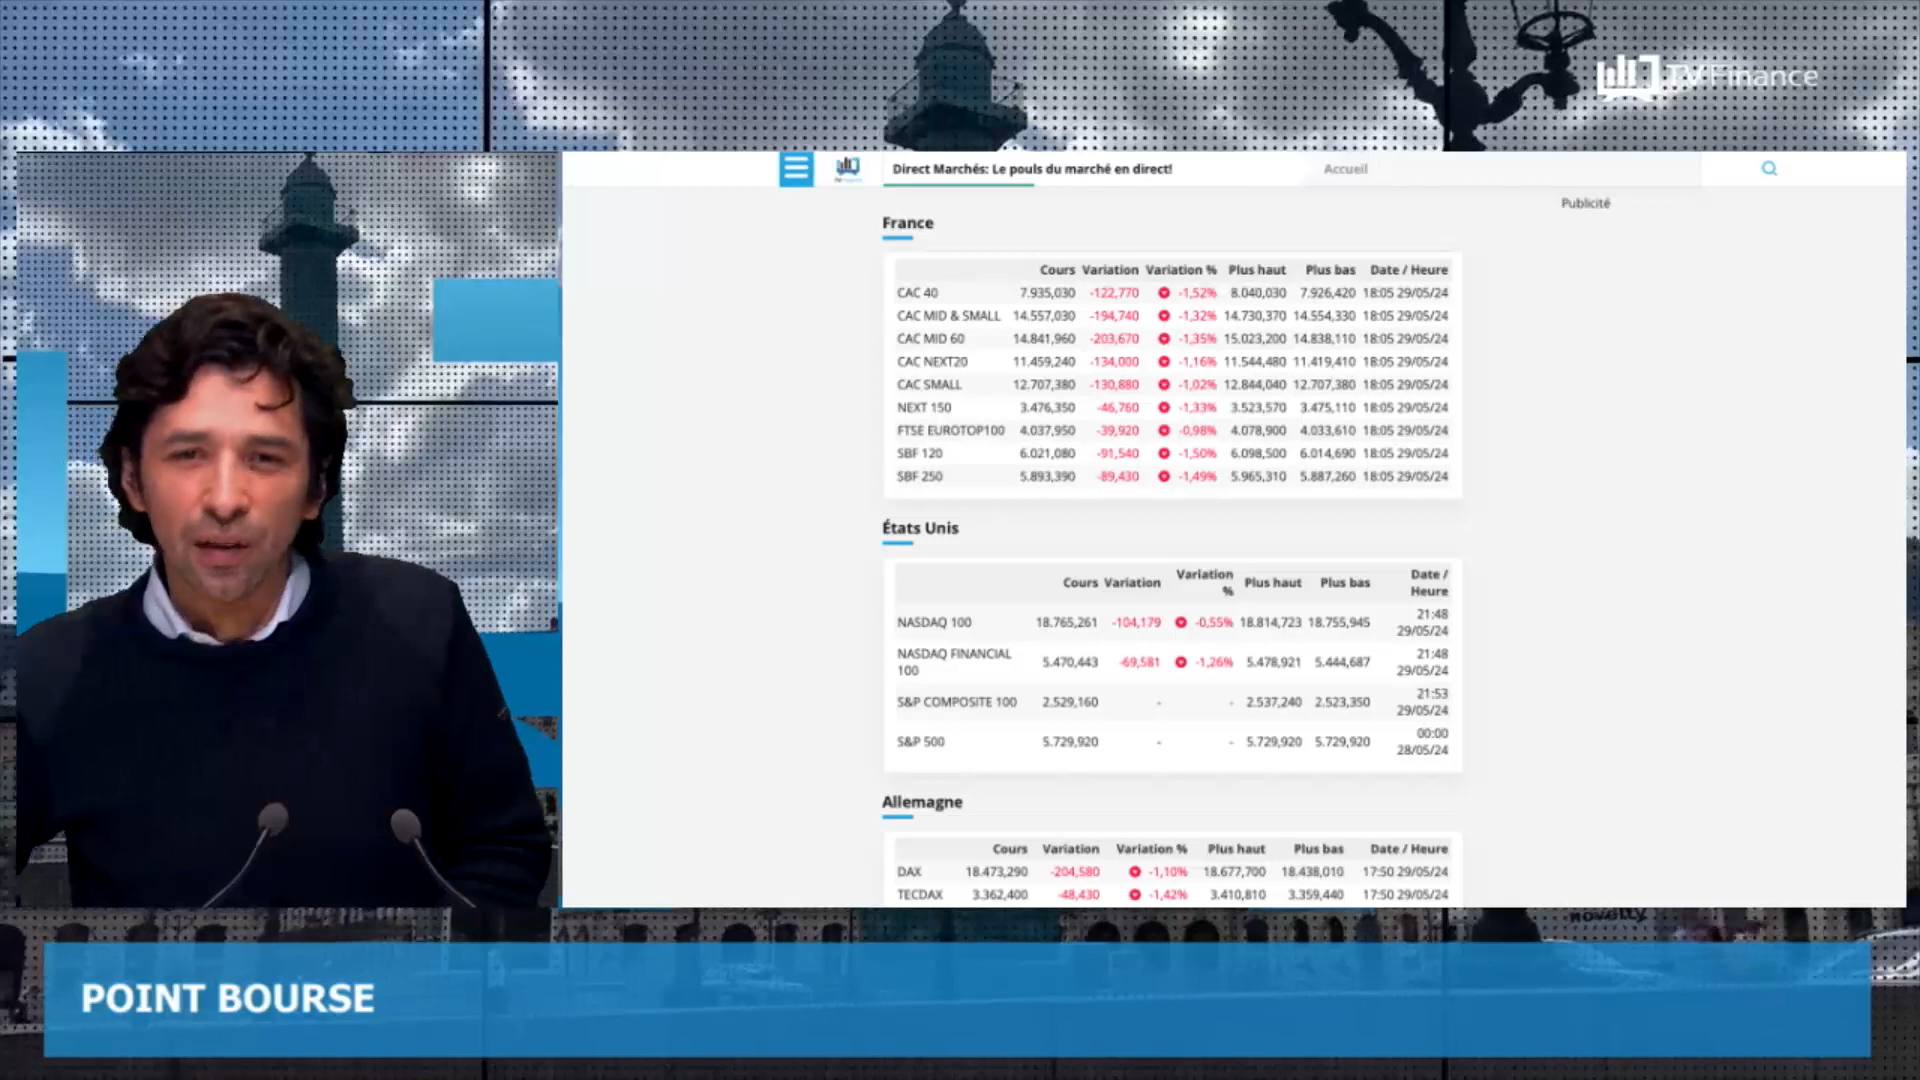 TVFinance
Direct Marchés: Le pouls du marché en direct! Accueil
Publicité
France
Cours Variation Variation % Plus haut Plus bas Date / Heure
CAC 40 7.935,030 -122,770 -1,52% 8.040,030 7.926,420 18:05 29/05/24
CAC MID & SMALL 14.557,030 -194,740 -1,32% 14.730,370 14.554,330 18:05 29/05/24
CAC MID 60 14.841,960 -203,670 -1,35% 15.023,200 14.838,110 18:05 29/05/24
CAC NEXT20 11.459,240 -134,000 -1,16% 11.544,480 11.419,410 18:05 29/05/24
CAC SMALL 12.707,380 -130,880 -1,02% 12.844,040 12.707,380 18:05 29/05/24
NEXT 150 3.476,350 -46,760 -1,33% 3.523,570 3.475,110 18:05 29/05/24
FTSE EUROTOP100 4.037,950 -39,920 -0,98% 4.078,900 4.033,610 18:05 29/05/24
SBF 120 6.021,080 -91,540 -1,50% 6.098,500 6.014,690 18:05 29/05/24
SBF 250 5.893,390 -89,430 -1,49% 5.965,310 5.887,260 18:05 29/05/24
États Unis
Cours Variation Variation % Plus haut Plus bas Date / Heure
NASDAQ 100 18.765,261 -104,179 -0,55% 18.814,723 18.755,945 21:48 29/05/24
NASDAQ FINANCIAL 100 5.470,443 -69,581 -1,26% 5.478,921 5.444,687 21:48 29/05/24
S&P COMPOSITE 100 2.529,160 - - 2.537,240 2.523,350 21:53 29/05/24
S&P 500 5.729,920 - - 5.729,920 5.729,920 00:00 28/05/24
Allemagne
Cours Variation Variation % Plus haut Plus bas Date / Heure
DAX 18.473,290 -204,580 -1,10% 18.677,700 18.438,010 17:50 29/05/24
TECDAX 3.362,400 -48,430 -1,42% 3.410,810 3.359,440 17:50 29/05/24
novelty
POINT BOURSE